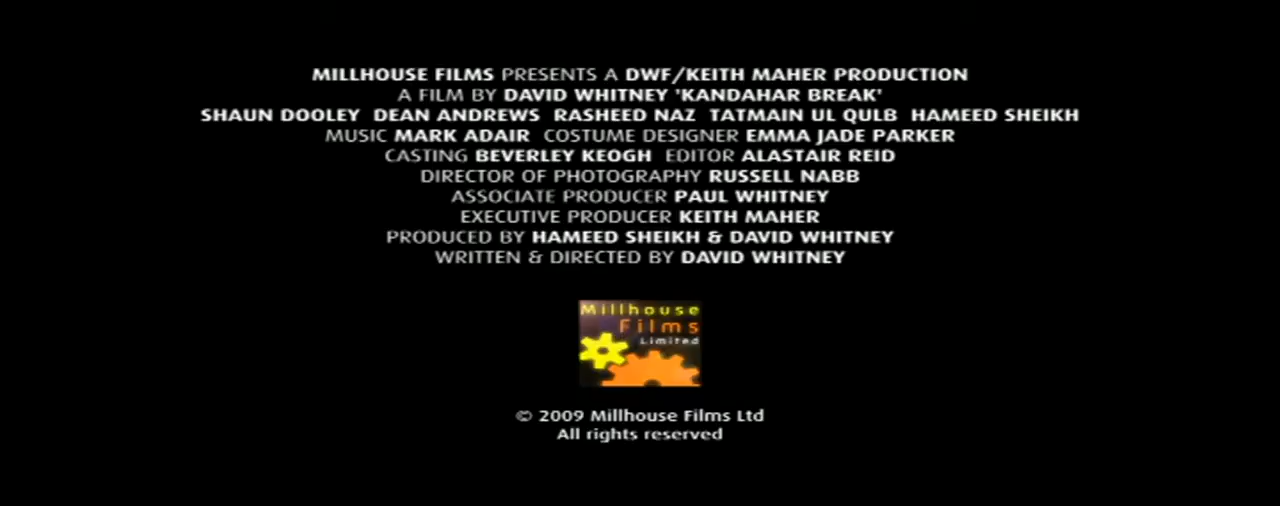 MILLHOUSE FILMS PRESENTS A DWF/KEITH MAHER PRODUCTION
A FILM BY DAVID WHITNEY 'KANDAHAR BREAK'
SHAUN DOOLEY DEAN ANDREWS RASHEED NAZ TATMAIN UL QULB HAMEED SHEIKH
MUSIC MARK ADAIR COSTUME DESIGNER EMMA JADE PARKER
CASTING BEVERLEY KEOGH EDITOR ALASTAIR REID
DIRECTOR OF PHOTOGRAPHY RUSSELL NABB
ASSOCIATE PRODUCER PAUL WHITNEY
EXECUTIVE PRODUCER KEITH MAHER
PRODUCED BY HAMEED SHEIKH & DAVID WHITNEY
WRITTEN & DIRECTED BY DAVID WHITNEY
Millhouse
Films
Limited
© 2009 Millhouse Films Ltd
All rights reserved